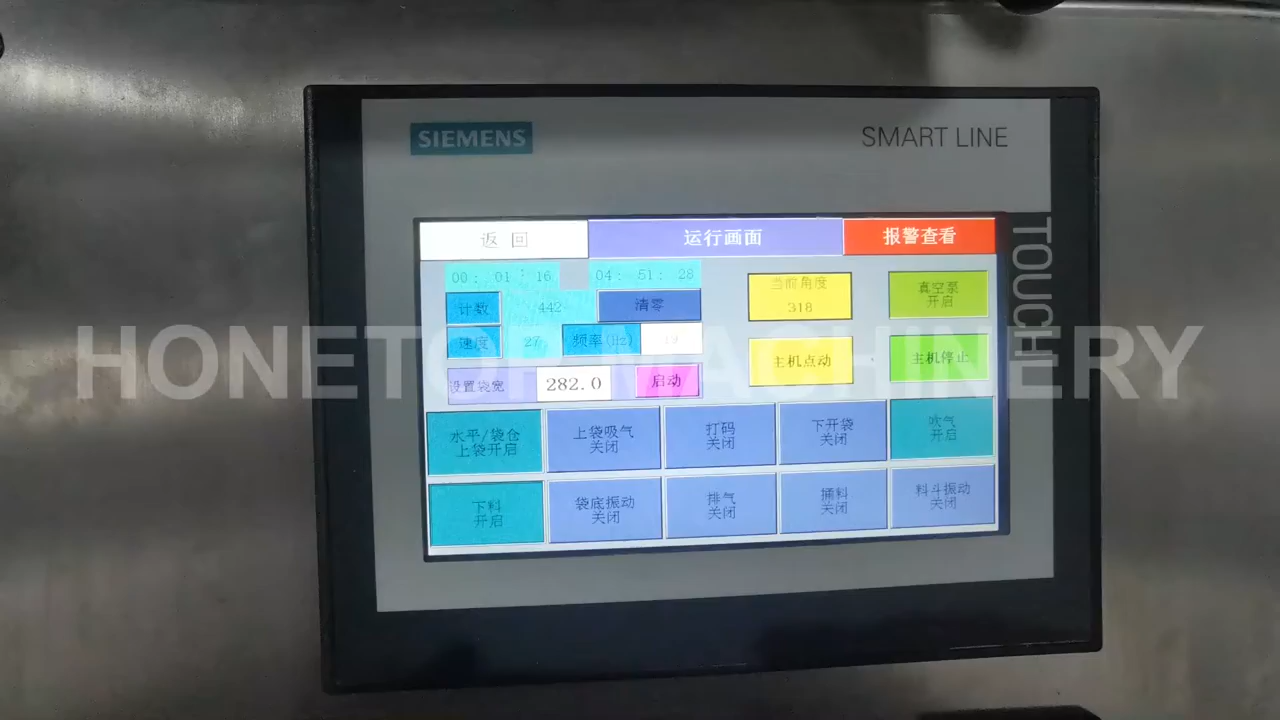 SIEMENS
SMART LINE
TOUCH
返 回
运行画面
报警查看
00: 01: 16
04: 51: 28
计数
442
清零
速度
27
频率(Hz)
19
设置袋宽
282.0
启动
当前角度
318
主机点动
真空泵
开启
主机停止
HONETOP MACHINERY
水平/袋仓
上袋开启
上袋吸气
关闭
打码
关闭
下开袋
关闭
吹气
开启
下料
开启
袋底振动
关闭
排气
关闭
捅料
关闭
料斗振动
关闭